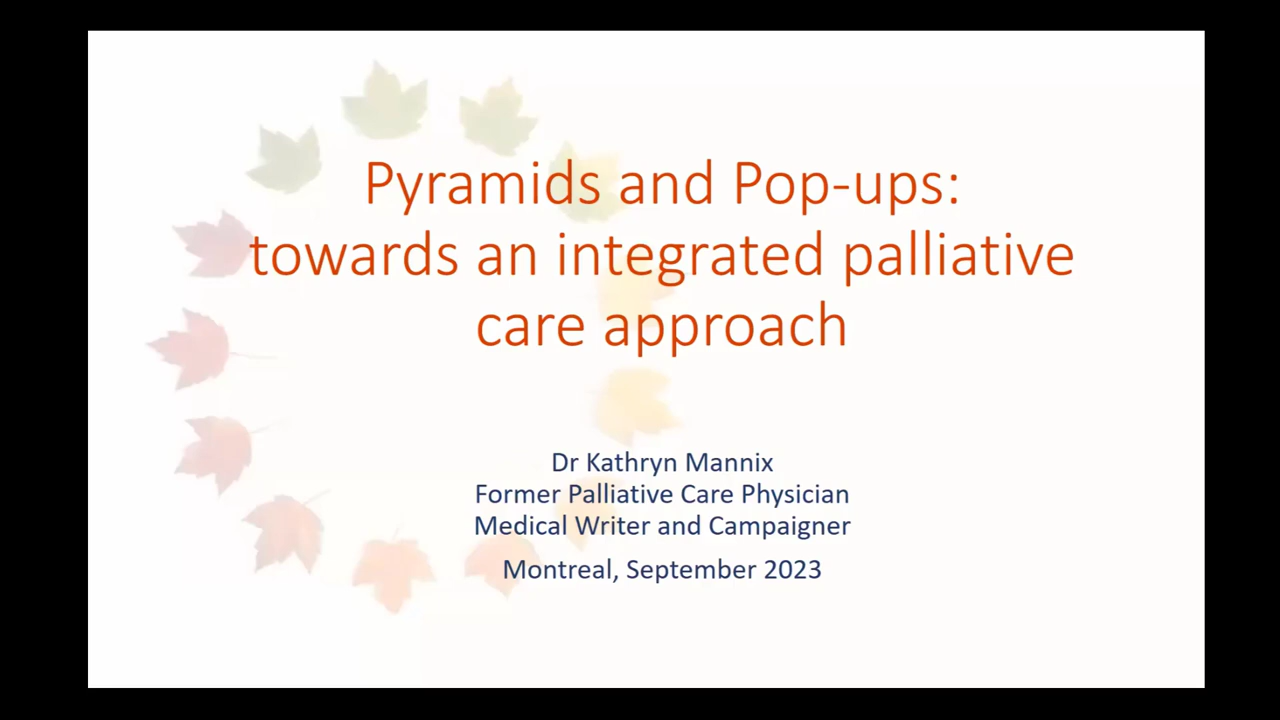 Pyramids and Pop-ups:
towards an integrated palliative
care approach
Dr Kathryn Mannix
Former Palliative Care Physician
Medical Writer and Campaigner
Montreal, September 2023